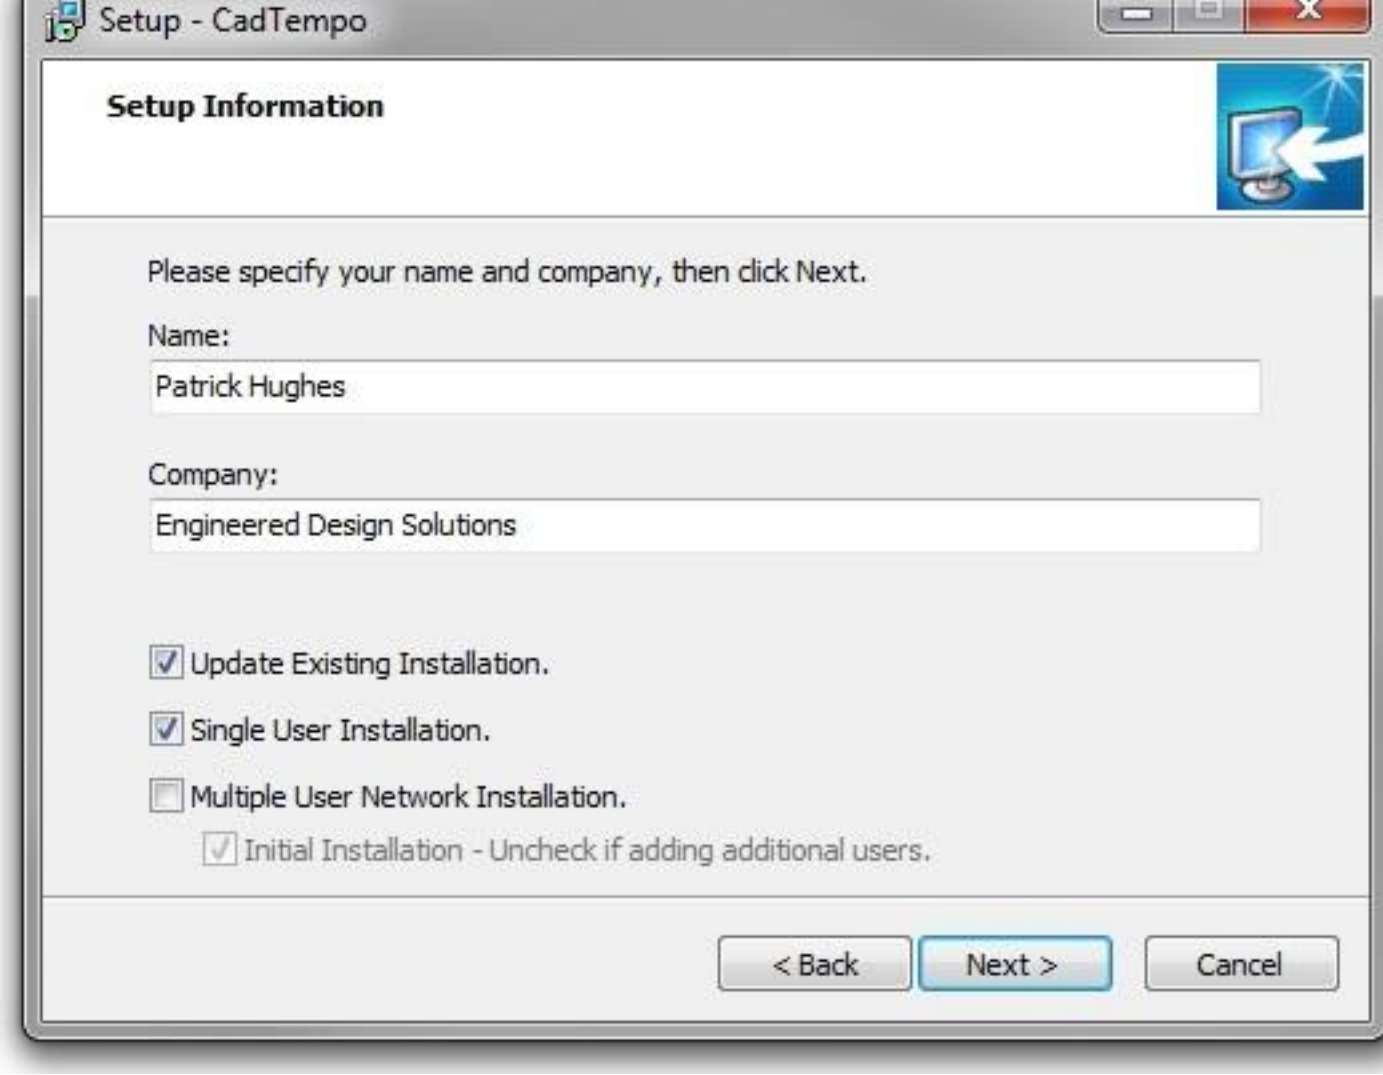 Setup - CadTempo
Setup Information
Please specify your name and company, then click Next.
Name:
Patrick Hughes
Company:
Engineered Design Solutions
Update Existing Installation.
Single User Installation.
Multiple User Network Installation.
Initial Installation - Uncheck if adding additional users.
< Back Next > Cancel